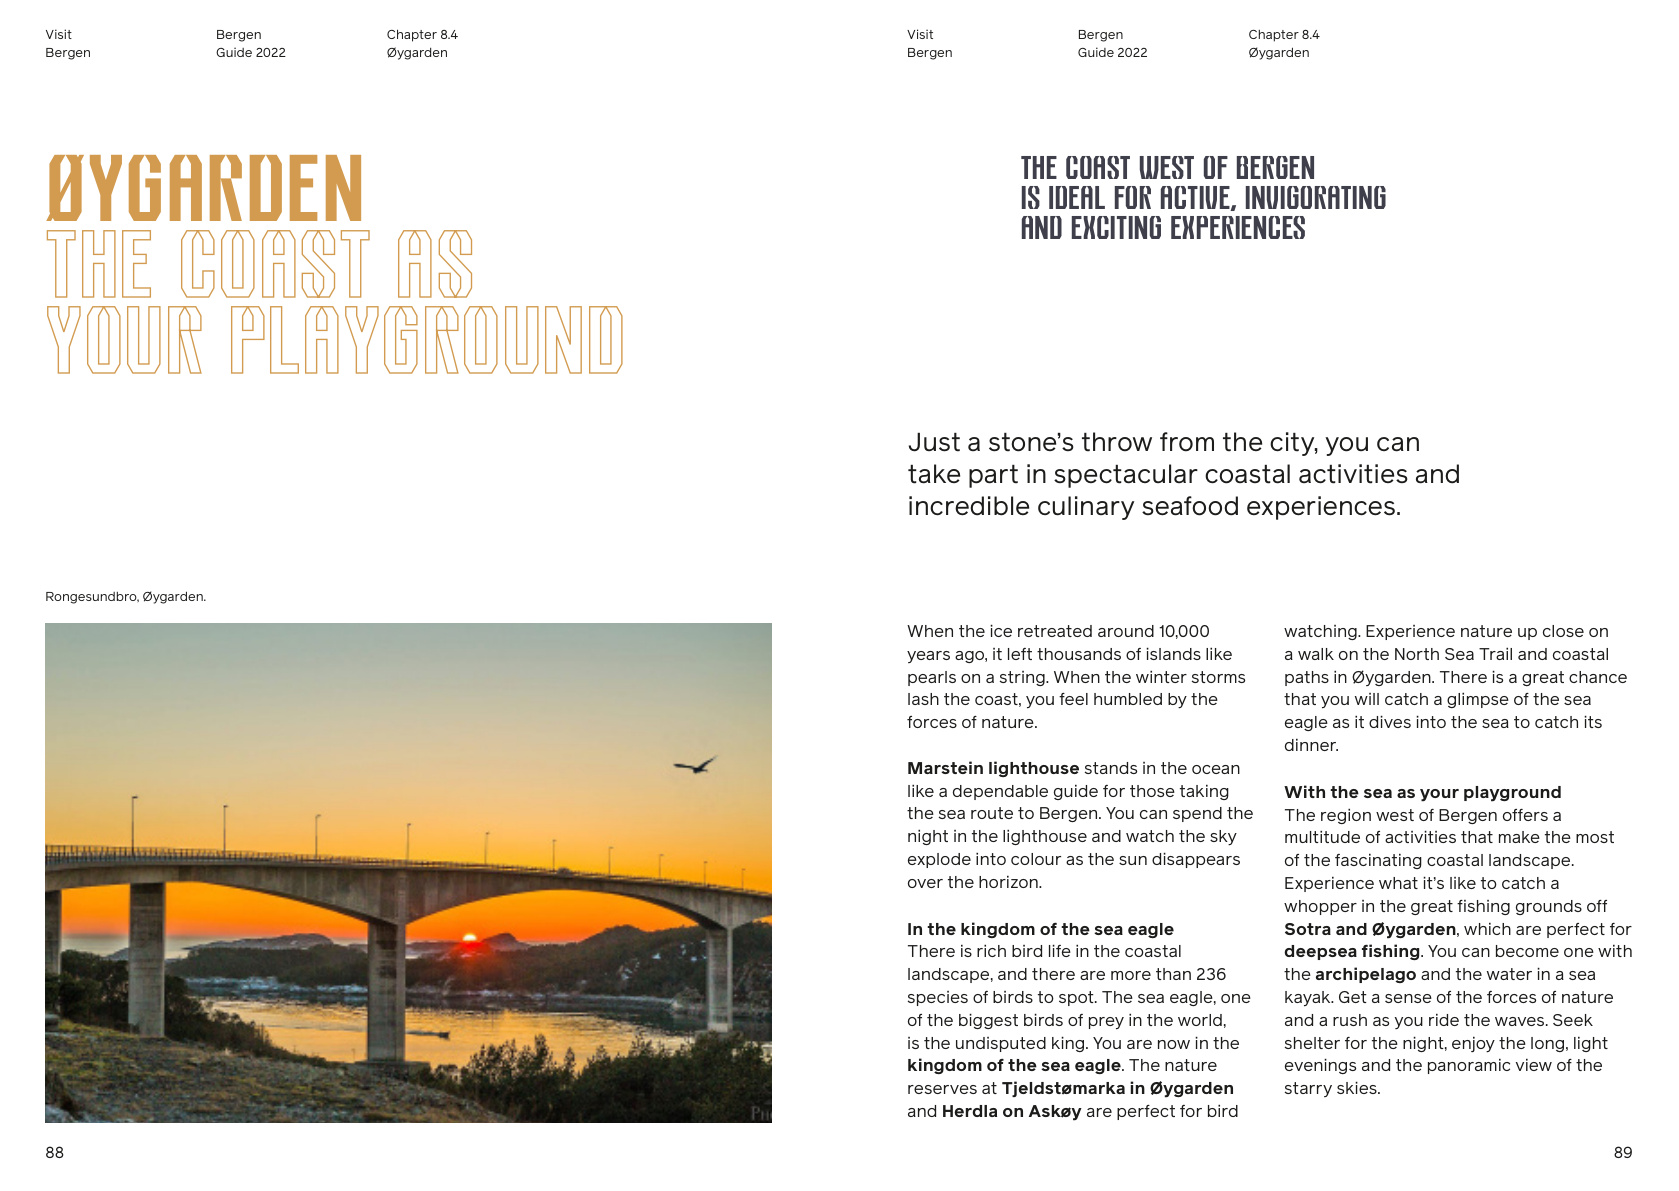 Visit
Bergen
Bergen
Guide 2022
Chapter 8.4
Øygarden
ØYGARDEN
THE COAST AS
YOUR PLAYGROUND
Rongesundbro, Øygarden.
88
Visit
Bergen
Bergen
Guide 2022
Chapter 8.4
Øygarden
THE COAST WEST OF BERGEN
IS IDEAL FOR ACTIVE, INVIGORATING
AND EXCITING EXPERIENCES
Just a stone’s throw from the city, you can
take part in spectacular coastal activities and
incredible culinary seafood experiences.
When the ice retreated around 10,000
years ago, it left thousands of islands like
pearls on a string. When the winter storms
lash the coast, you feel humbled by the
forces of nature.
Marstein lighthouse stands in the ocean
like a dependable guide for those taking
the sea route to Bergen. You can spend the
night in the lighthouse and watch the sky
explode into colour as the sun disappears
over the horizon.
In the kingdom of the sea eagle
There is rich bird life in the coastal
landscape, and there are more than 236
species of birds to spot. The sea eagle, one
of the biggest birds of prey in the world,
is the undisputed king. You are now in the
kingdom of the sea eagle. The nature
reserves at Tjeldstømarka in Øygarden
and Herdla on Askøy are perfect for bird
watching. Experience nature up close on
a walk on the North Sea Trail and coastal
paths in Øygarden. There is a great chance
that you will catch a glimpse of the sea
eagle as it dives into the sea to catch its
dinner.
With the sea as your playground
The region west of Bergen offers a
multitude of activities that make the most
of the fascinating coastal landscape.
Experience what it’s like to catch a
whopper in the great fishing grounds off
Sotra and Øygarden, which are perfect for
deepsea fishing. You can become one with
the archipelago and the water in a sea
kayak. Get a sense of the forces of nature
and a rush as you ride the waves. Seek
shelter for the night, enjoy the long, light
evenings and the panoramic view of the
starry skies.
89